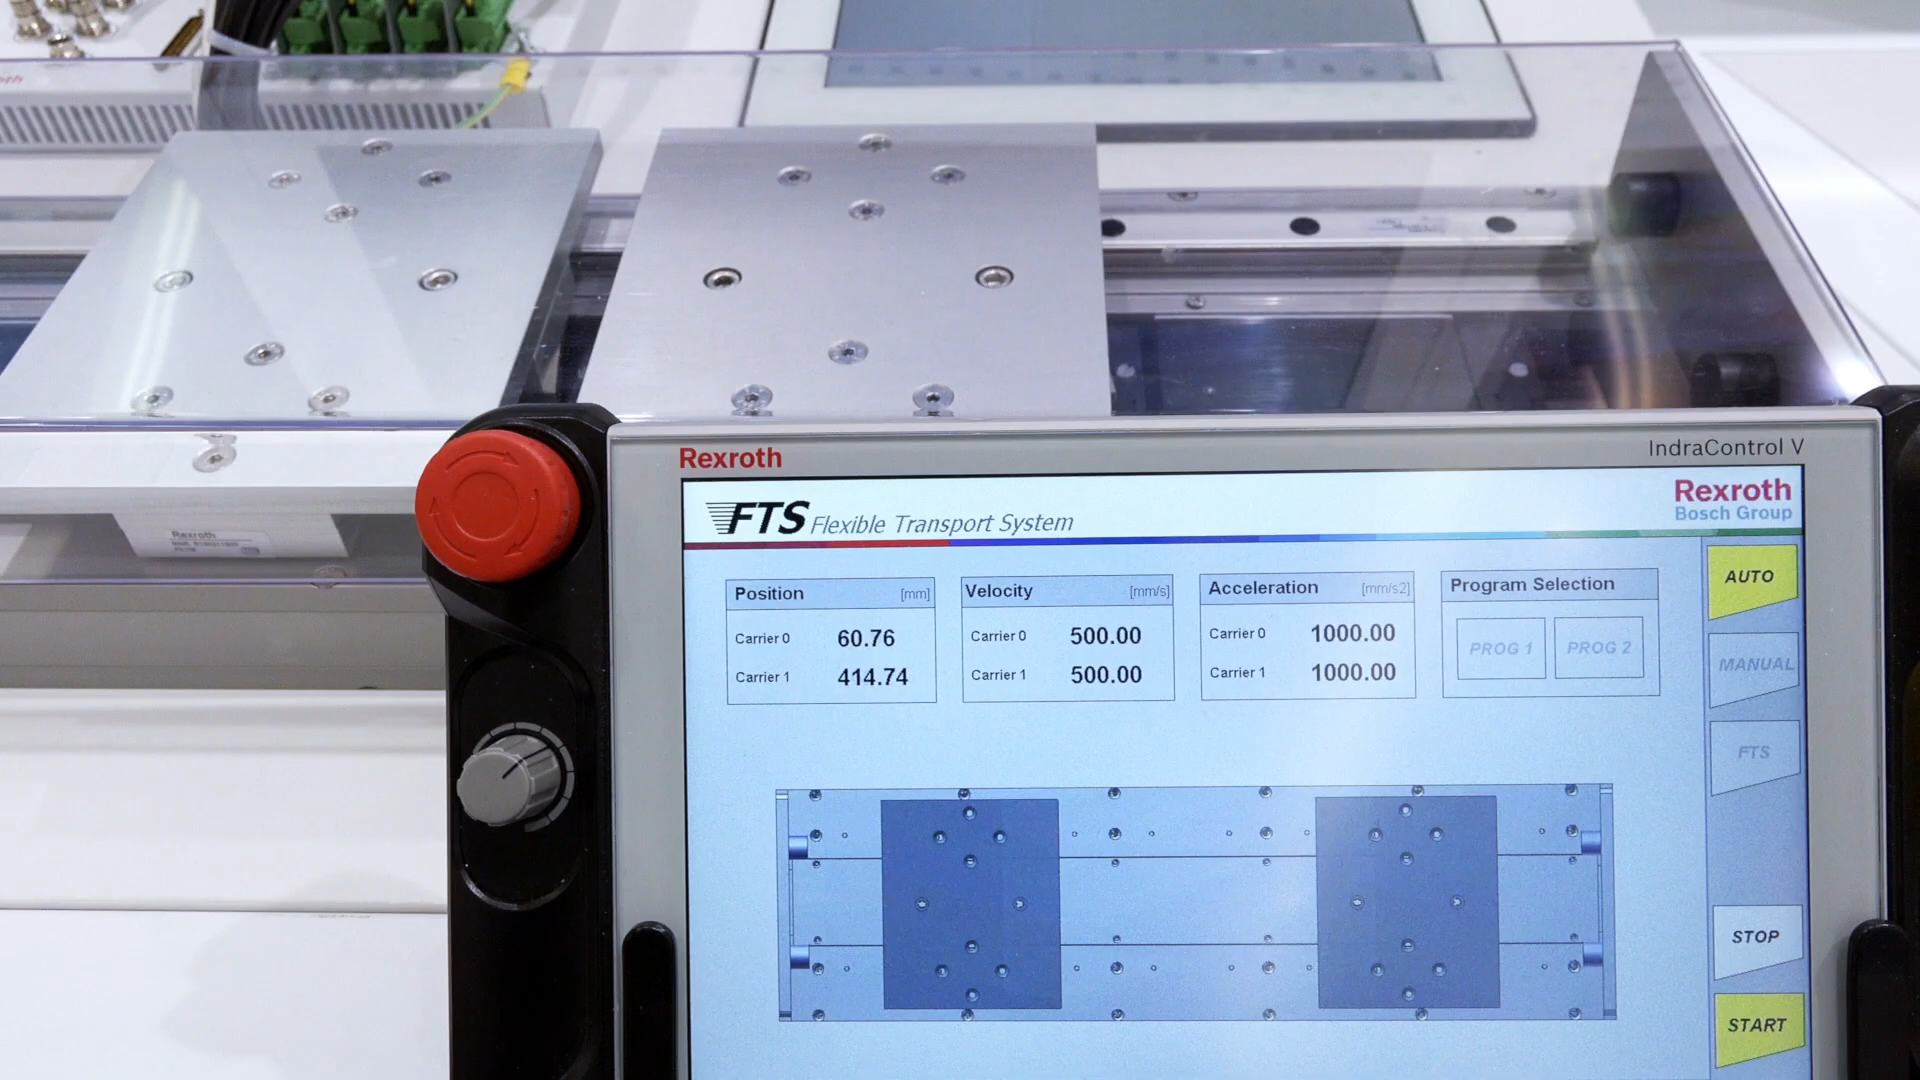 Rexroth
IndraControl V
FTS Flexible Transport System
Rexroth
Bosch Group
Position [mm]
Carrier 0 60.76
Carrier 1 414.74
Velocity [mm/s]
Carrier 0 500.00
Carrier 1 500.00
Acceleration [mm/s2]
Carrier 0 1000.00
Carrier 1 1000.00
Program Selection
PROG 1 PROG 2
AUTO
MANUAL
FTS
STOP
START
Rexroth